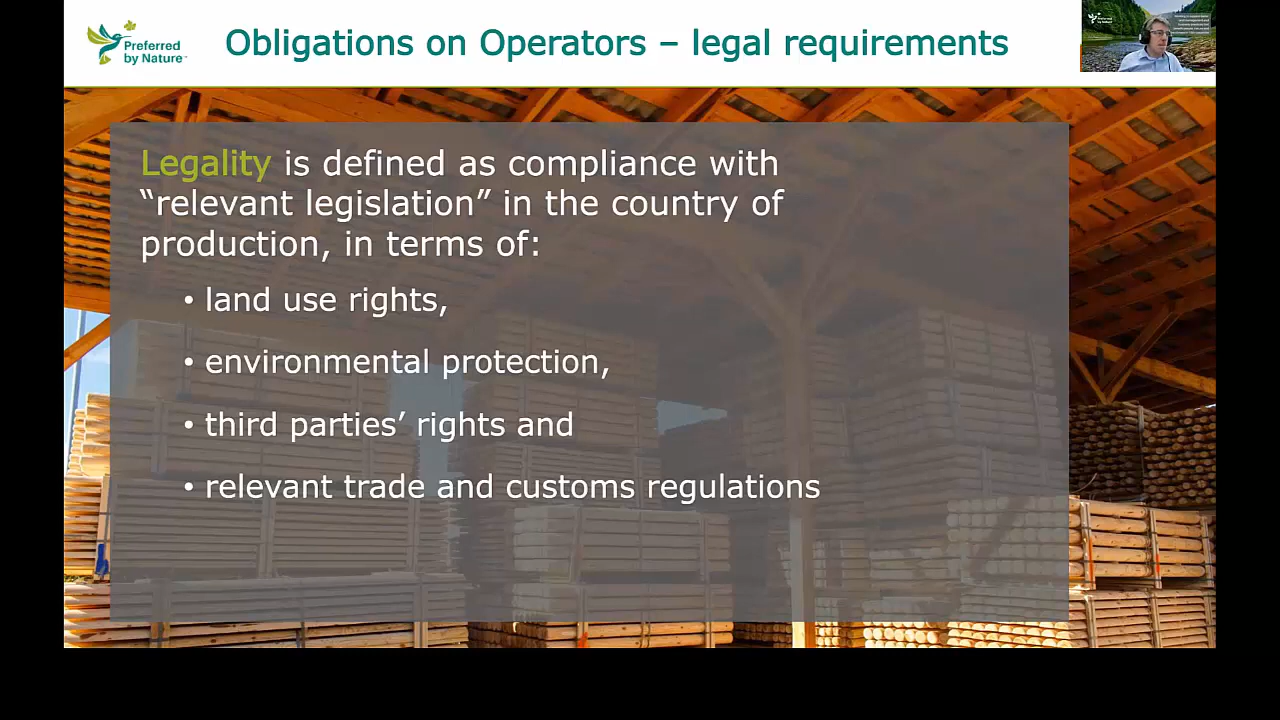 Preferred
by Nature™
Obligations on Operators – legal requirements
Legality is defined as compliance with
“relevant legislation” in the country of
production, in terms of:
• land use rights,
• environmental protection,
• third parties’ rights and
• relevant trade and customs regulations